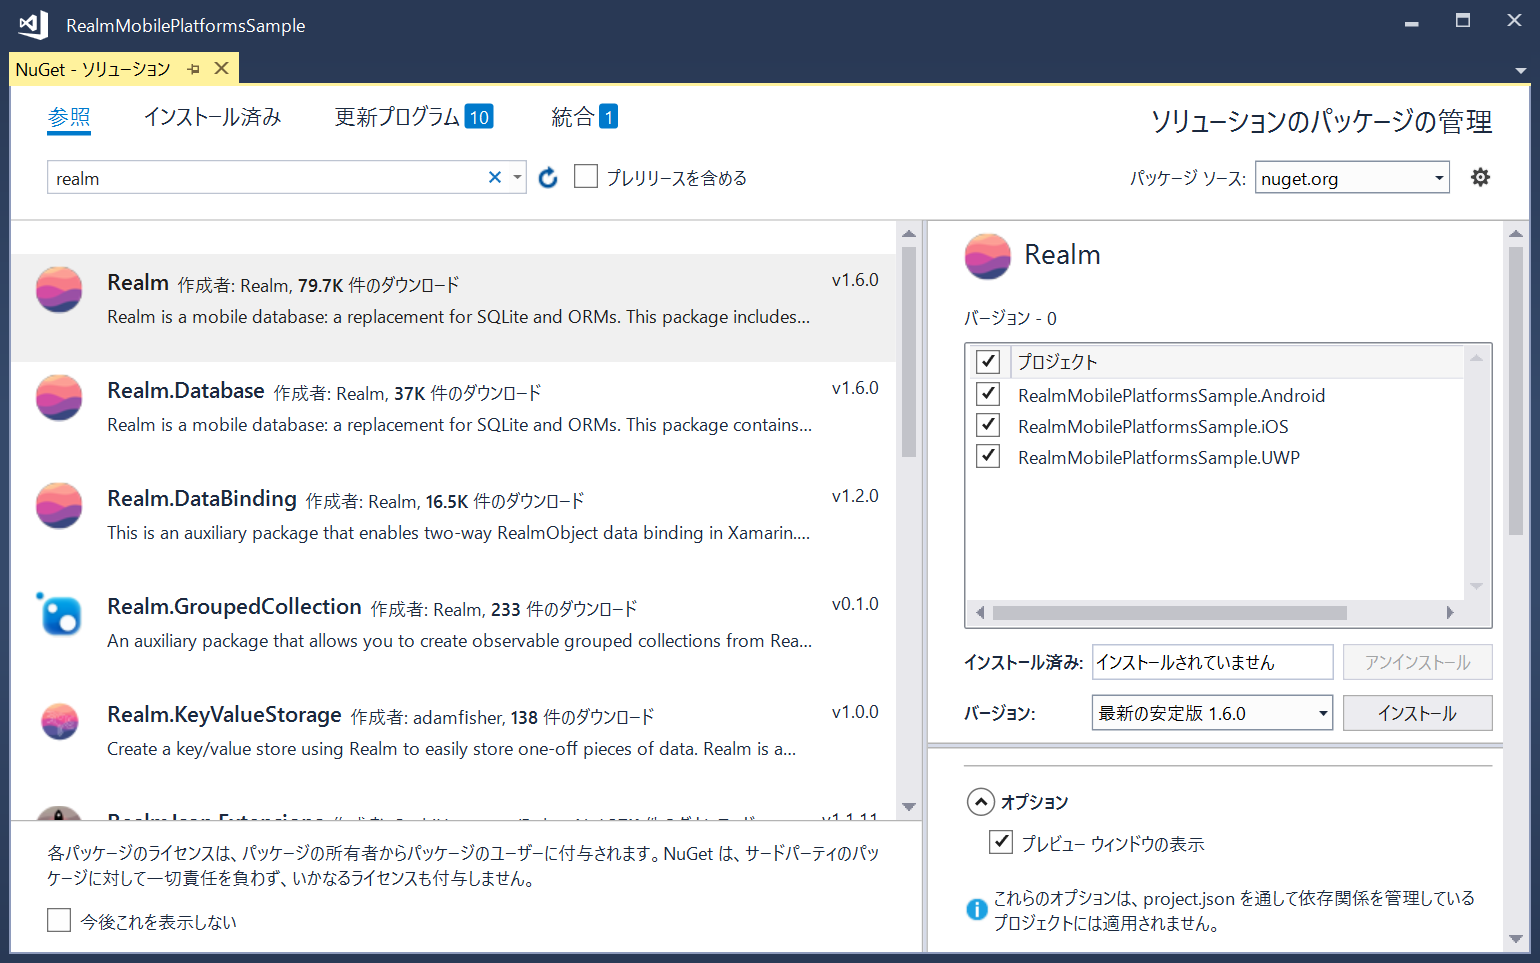 RealmMobilePlatformsSample
NuGet - ソリューション
参照 インストール済み 更新プログラム 10 統合 1
ソリューションのパッケージの管理
realm
プレリリースを含める
パッケージ ソース: nuget.org
Realm 作成者: Realm, 79.7K 件のダウンロード v1.6.0
Realm is a mobile database: a replacement for SQLite and ORMs. This package includes...
Realm.Database 作成者: Realm, 37K 件のダウンロード v1.6.0
Realm is a mobile database: a replacement for SQLite and ORMs. This package contains...
Realm.DataBinding 作成者: Realm, 16.5K 件のダウンロード v1.2.0
This is an auxiliary package that enables two-way RealmObject data binding in Xamarin....
Realm.GroupedCollection 作成者: Realm, 233 件のダウンロード v0.1.0
An auxiliary package that allows you to create observable grouped collections from Rea...
Realm.KeyValueStorage 作成者: adamfisher, 138 件のダウンロード v1.0.0
Create a key/value store using Realm to easily store one-off pieces of data. Realm is a...
各パッケージのライセンスは、パッケージの所有者からパッケージのユーザーに付与されます。NuGet は、サードパーティのパッ
ケージに対して一切責任を負わず、いかなるライセンスも付与しません。
今後これを表示しない
Realm
バージョン - 0
プロジェクト
RealmMobilePlatformsSample.Android
RealmMobilePlatformsSample.iOS
RealmMobilePlatformsSample.UWP
インストール済み: インストールされていません アンインストール
バージョン: 最新の安定版 1.6.0 インストール
オプション
プレビュー ウィンドウの表示
これらのオプションは、project.json を通して依存関係を管理している
プロジェクトには適用されません。